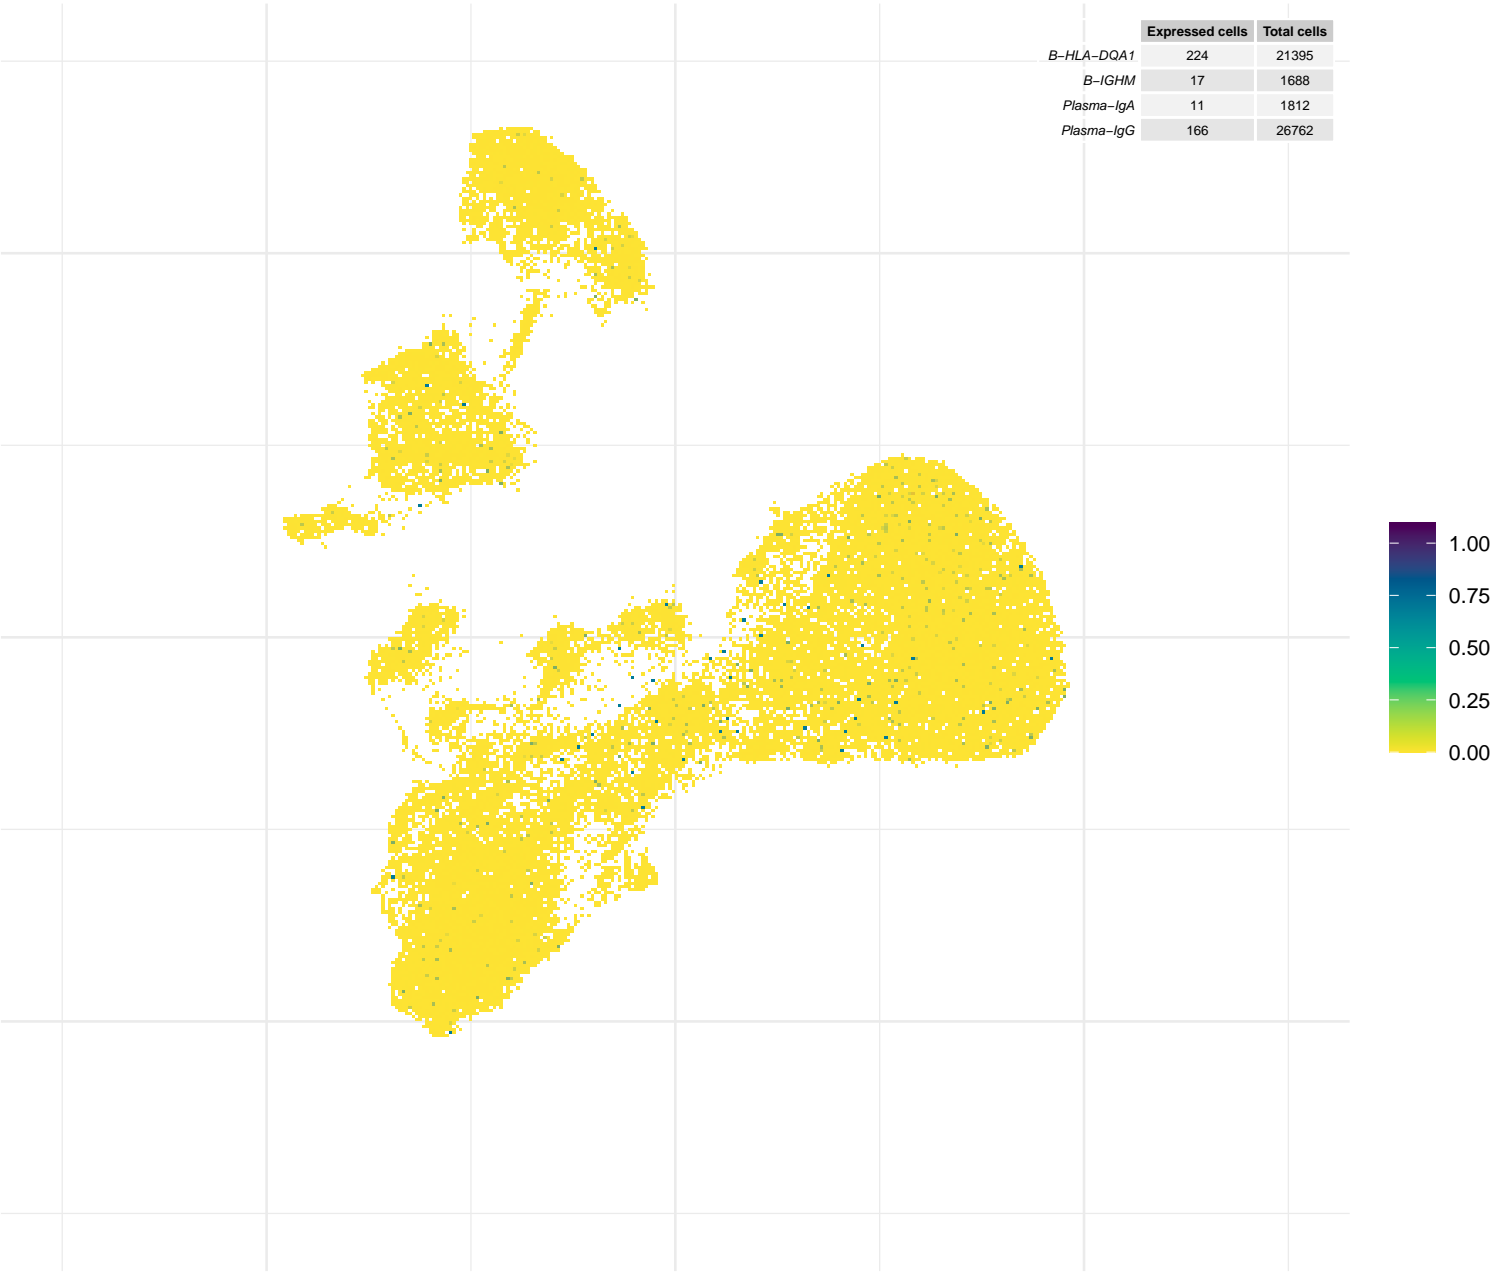 Expressed cells Total cells
B−HLA−DQA1 224 21395
B−IGHM 17 1688
Plasma−IgA 11 1812
Plasma−IgG 166 26762
1.00
0.75
0.50
0.25
0.00